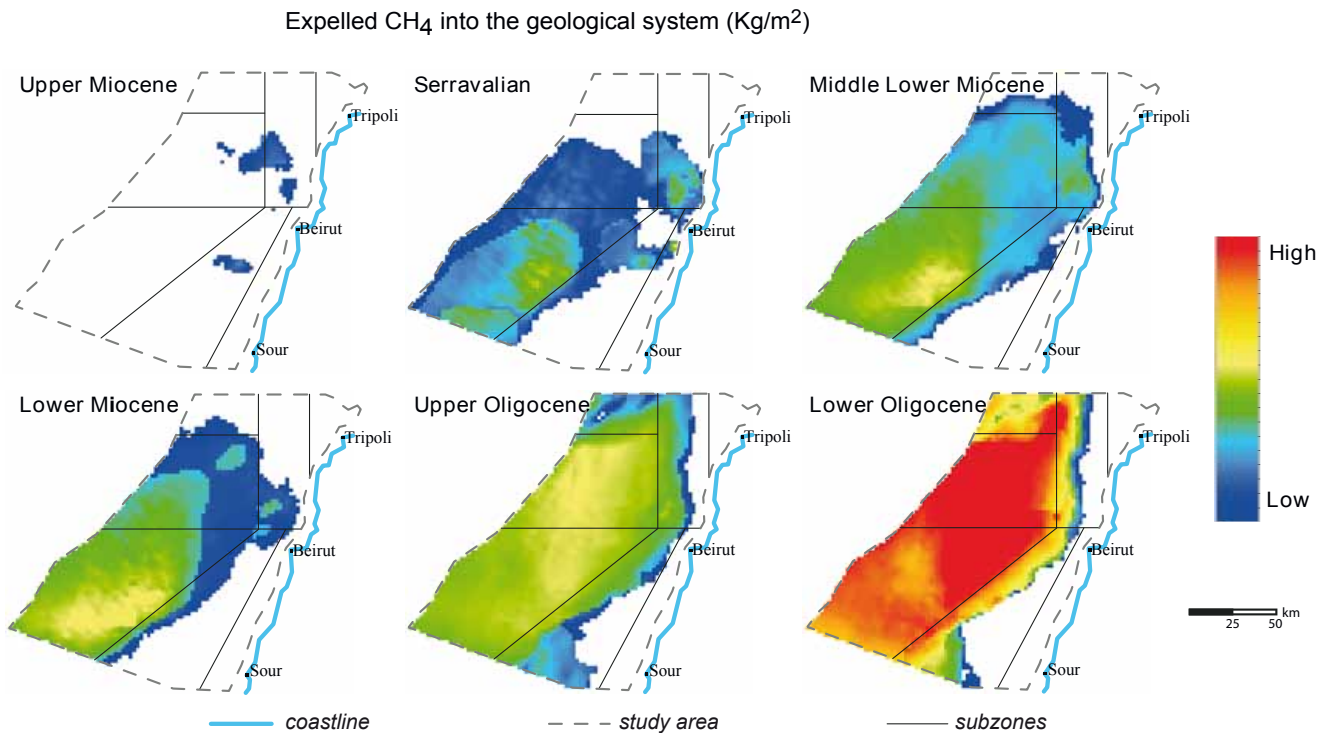 Expelled CH4 into the geological system (Kg/m2)
Upper Miocene
Serravalian
Middle Lower Miocene
Tripoli
Tripoli
Tripoli
Beirut
Beirut
Beirut
Sour
Sour
Sour
High
Low
Lower Miocene
Upper Oligocene
Lower Oligocene
Tripoli
Tripoli
Tripoli
Beirut
Beirut
Beirut
Sour
Sour
Sour
km
25 50
coastline
study area
subzones